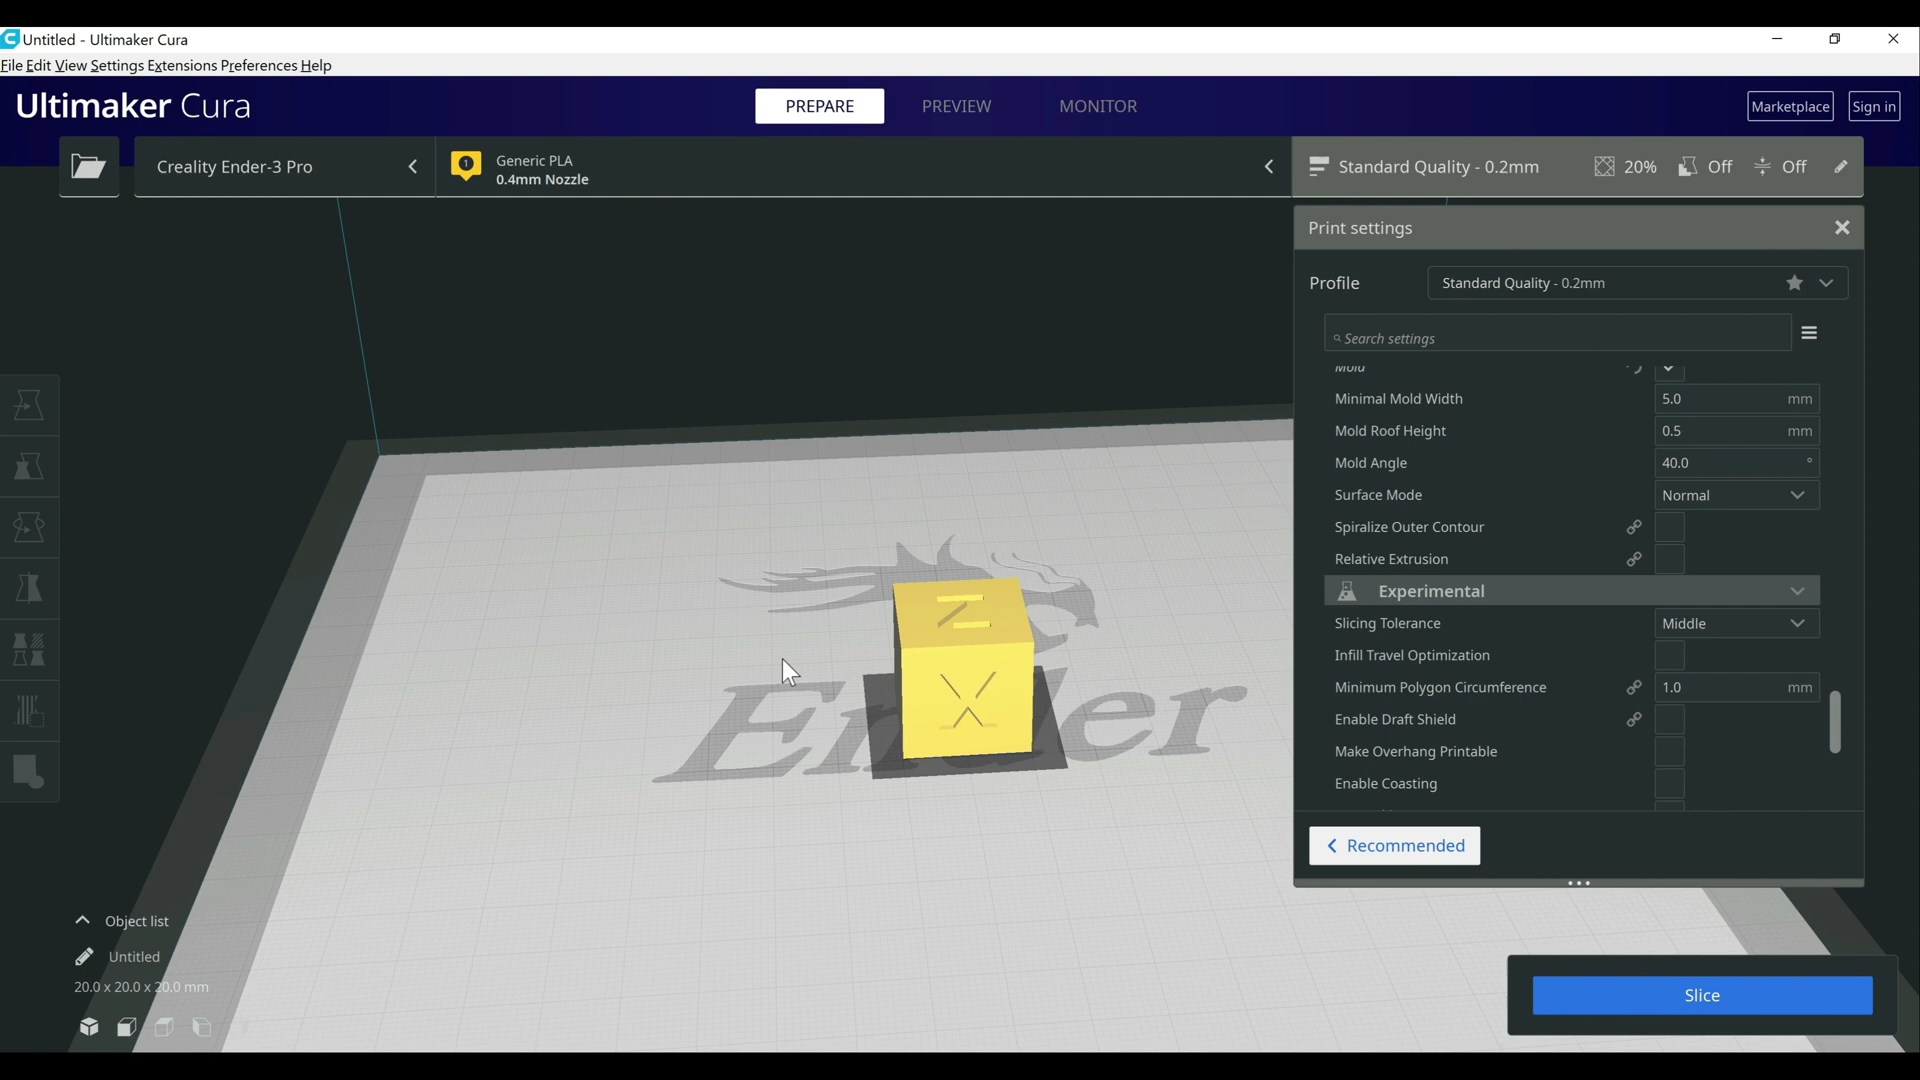 Untitled - Ultimaker Cura
File Edit View Settings Extensions Preferences Help
Ultimaker Cura
PREPARE
PREVIEW
MONITOR
Marketplace
Sign in
Creality Ender-3 Pro
1
Generic PLA
0.4mm Nozzle
Standard Quality - 0.2mm
20%
Off
Off
Print settings
Profile
Standard Quality - 0.2mm
Search settings
Mold
Minimal Mold Width 5.0 mm
Mold Roof Height 0.5 mm
Mold Angle 40.0 °
Surface Mode Normal
Spiralize Outer Contour
Relative Extrusion
Experimental
Slicing Tolerance Middle
Infill Travel Optimization
Minimum Polygon Circumference 1.0 mm
Enable Draft Shield
Make Overhang Printable
Enable Coasting
Recommended
Z
X
Ender
Object list
Untitled
20.0 x 20.0 x 20.0 mm
Slice